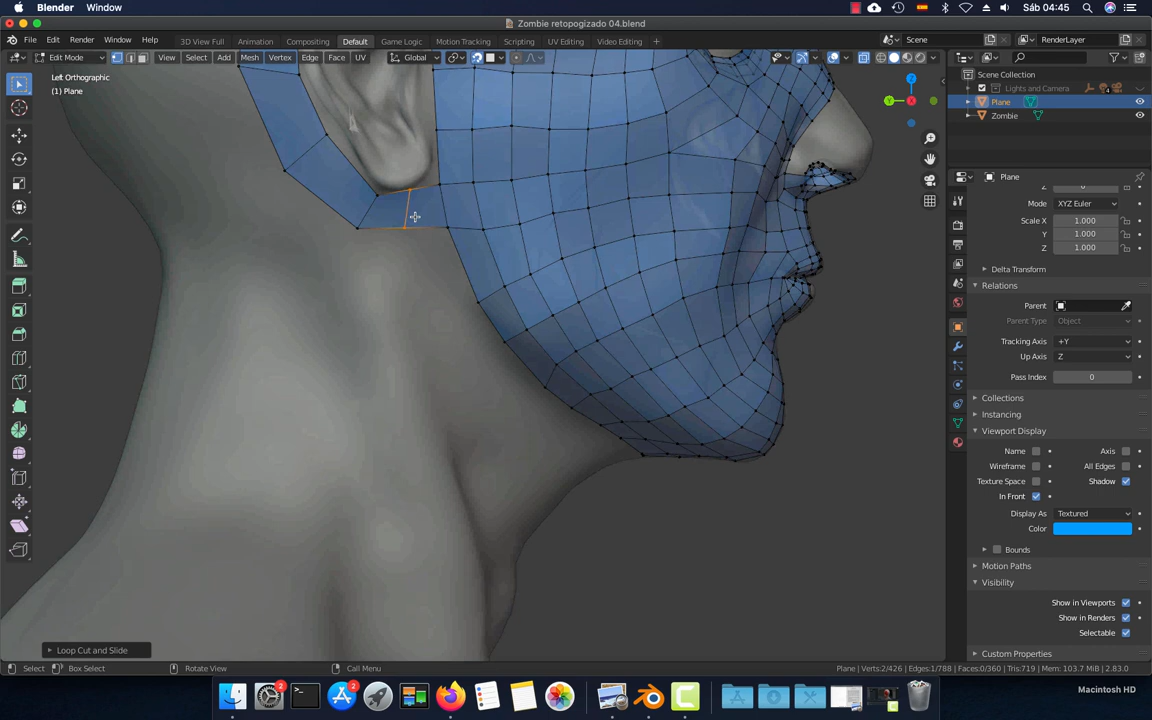 Blender Window Sáb 04:45
Zombie retopogizado 04.blend
File Edit Render Window Help 3D View Full Animation Compositing Default Game Logic Motion Tracking Scripting UV Editing Video Editing + Scene RenderLayer
Edit Mode View Select Add Mesh Vertex Edge Face UV Global
Left Orthographic
(1) Plane
Scene Collection
Lights and Camera 4
Plane
Zombie
Plane
Z 0
Mode XYZ Euler
Scale X 1.000
Y 1.000
Z 1.000
Delta Transform
Relations
Parent
Parent Type Object
Tracking Axis +Y
Up Axis Z
Pass Index 0
Collections
Instancing
Viewport Display
Name Axis
Wireframe All Edges
Texture Space Shadow
In Front
Display As Textured
Color
Bounds
Motion Paths
Visibility
Show in Viewports
Show in Renders
Selectable
Custom Properties
Loop Cut and Slide
Select Box Select Rotate View Call Menu Plane | Verts:2/426 | Edges:1/788 | Faces:0/360 | Tris:719 | Mem: 103.7 MiB | 2.83.0
2 2
Macintosh HD